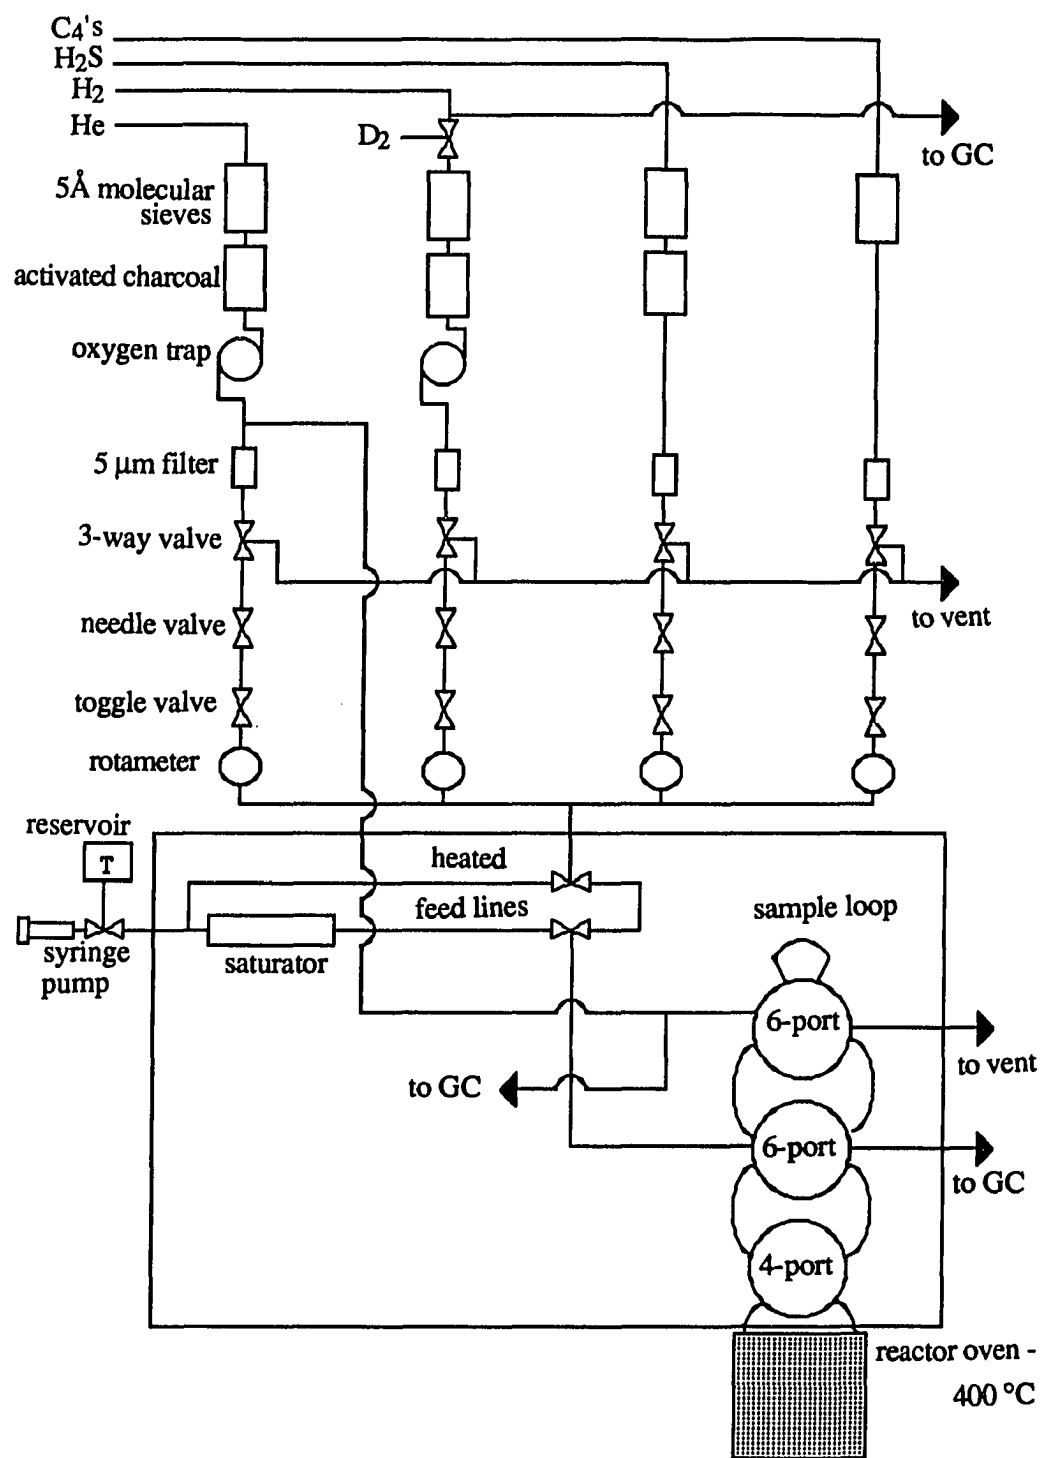 C4's
H2S
H2
He
D2
to GC
5Å molecular
sieves
activated charcoal
oxygen trap
5 μm filter
3-way valve
needle valve
to vent
toggle valve
rotameter
reservoir
T
heated
feed lines
sample loop
syringe
pump
saturator
6-port
to vent
to GC
6-port
to GC
4-port
reactor oven -
400 °C